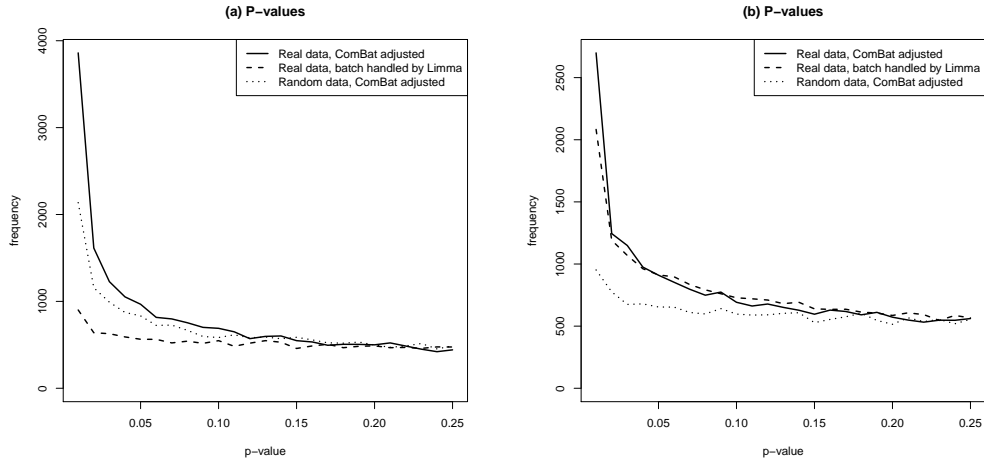 (a) P−values
4000
3000
2000
1000
0
frequency
0.05 0.10 0.15 0.20 0.25
p−value
Real data, ComBat adjusted
Real data, batch handled by Limma
Random data, ComBat adjusted
(b) P−values
2500
2000
1500
1000
500
0
frequency
0.05 0.10 0.15 0.20 0.25
p−value
Real data, ComBat adjusted
Real data, batch handled by Limma
Random data, ComBat adjusted